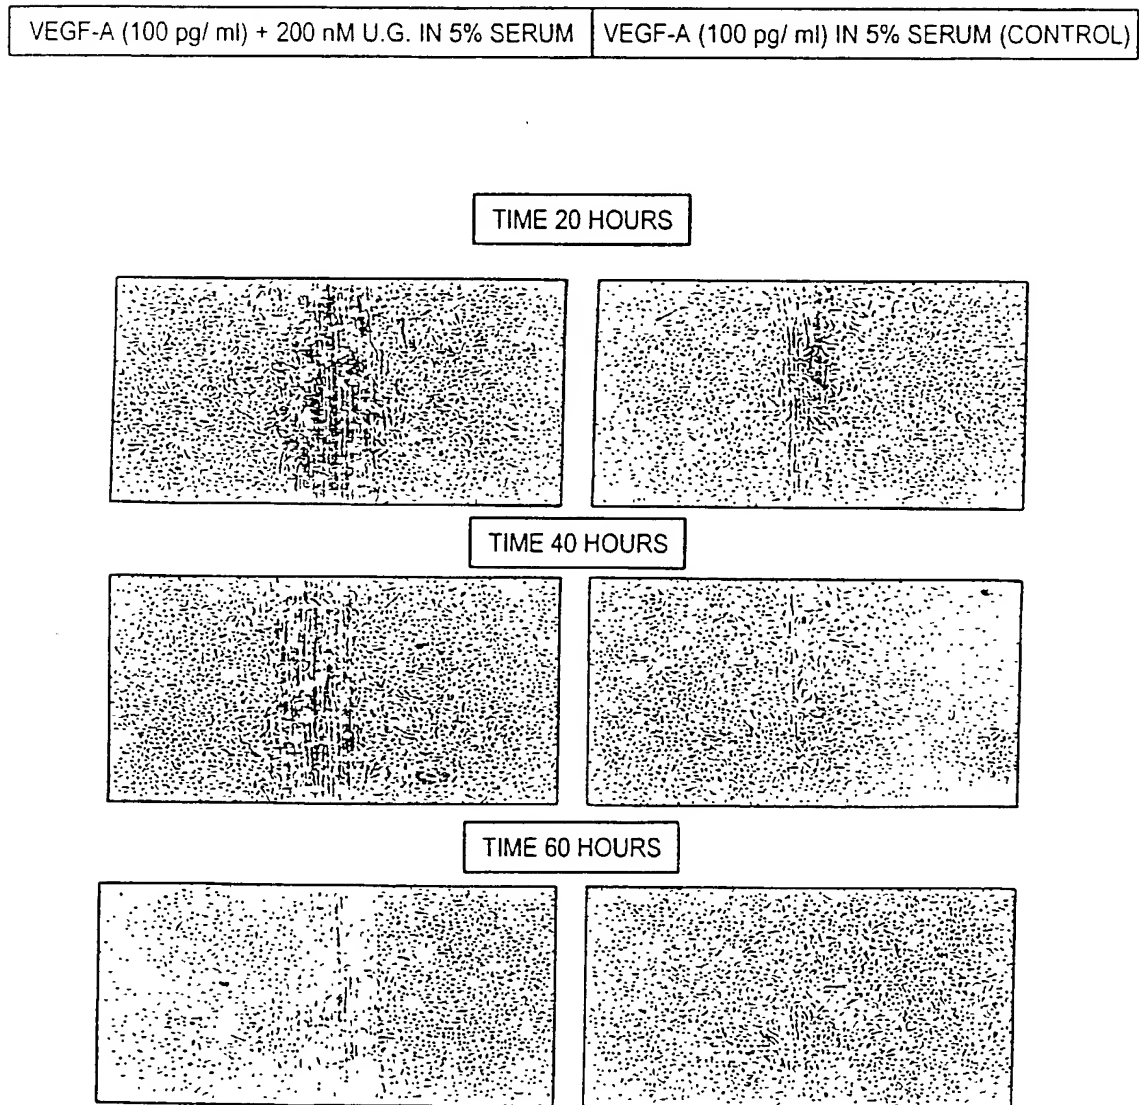 VEGF-A (100 pg/ ml) + 200 nM U.G. IN 5% SERUM
VEGF-A (100 pg/ ml) IN 5% SERUM (CONTROL)
TIME 20 HOURS
TIME 40 HOURS
TIME 60 HOURS